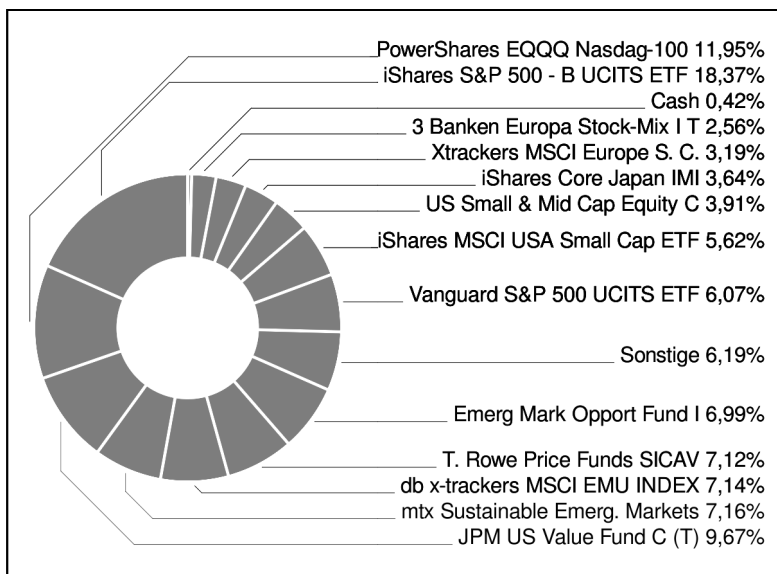 PowerShares EQQQ Nasdag-100 11,95%
iShares S&P 500 - B UCITS ETF 18,37%
Cash 0,42%
3 Banken Europa Stock-Mix I T 2,56%
Xtrackers MSCI Europe S. C. 3,19%
iShares Core Japan IMI 3,64%
US Small & Mid Cap Equity C 3,91%
iShares MSCI USA Small Cap ETF 5,62%
Vanguard S&P 500 UCITS ETF 6,07%
Sonstige 6,19%
Emerg Mark Opport Fund I 6,99%
T. Rowe Price Funds SICAV 7,12%
db x-trackers MSCI EMU INDEX 7,14%
mtx Sustainable Emerg. Markets 7,16%
JPM US Value Fund C (T) 9,67%